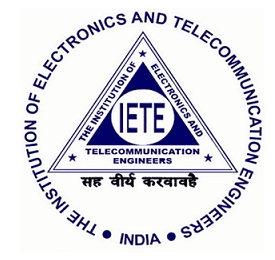 THE INSTITUTION OF ELECTRONICS AND TELECOMMUNICATION ENGINEERS
• INDIA •
THE INSTITUTION OF
ELECTRONICS AND
IETE
TELECOMMUNICATION
ENGINEERS
सह वीर्य करवावहै